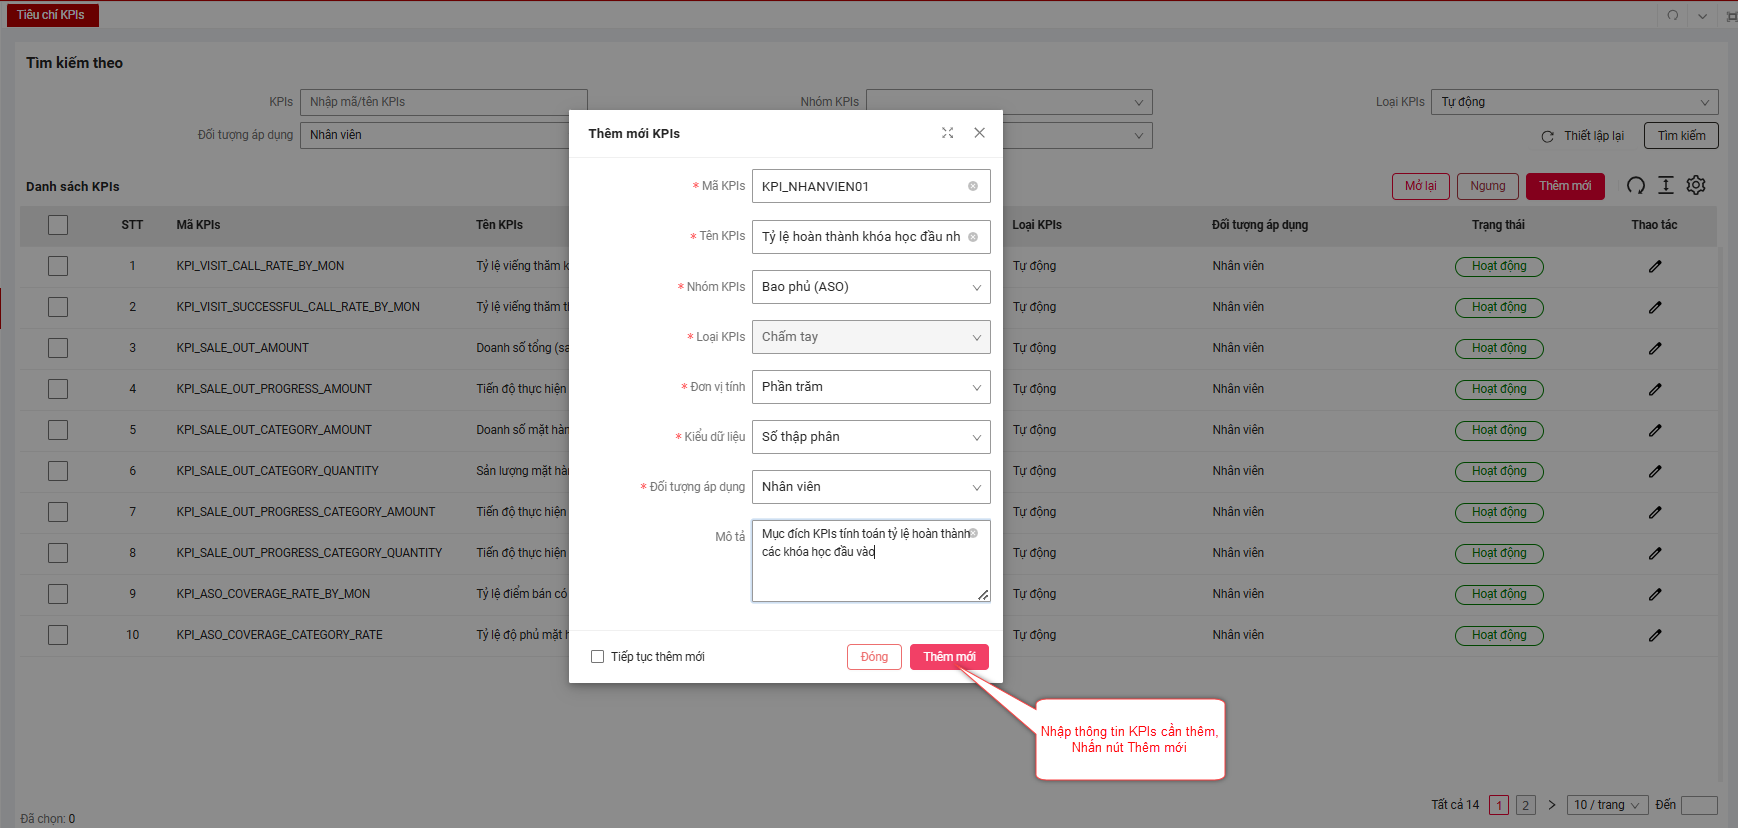 Tiêu chí KPIs
Tìm kiếm theo
KPIs Nhập mã/tên KPIs Nhóm KPIs Loại KPIs Tự động
Đối tượng áp dụng Nhân viên Thiết lập lại Tìm kiếm
Danh sách KPIs Mở lại Ngưng Thêm mới
STT Mã KPIs Tên KPIs Loại KPIs Đối tượng áp dụng Trạng thái Thao tác
1 KPI_VISIT_CALL_RATE_BY_MON Tỷ lệ viếng thăm k Tự động Nhân viên Hoạt động
2 KPI_VISIT_SUCCESSFUL_CALL_RATE_BY_MON Tỷ lệ viếng thăm th Tự động Nhân viên Hoạt động
3 KPI_SALE_OUT_AMOUNT Doanh số tổng (sa Tự động Nhân viên Hoạt động
4 KPI_SALE_OUT_PROGRESS_AMOUNT Tiến độ thực hiện Tự động Nhân viên Hoạt động
5 KPI_SALE_OUT_CATEGORY_AMOUNT Doanh số mặt hàn Tự động Nhân viên Hoạt động
6 KPI_SALE_OUT_CATEGORY_QUANTITY Sản lượng mặt hàn Tự động Nhân viên Hoạt động
7 KPI_SALE_OUT_PROGRESS_CATEGORY_AMOUNT Tiến độ thực hiện Tự động Nhân viên Hoạt động
8 KPI_SALE_OUT_PROGRESS_CATEGORY_QUANTITY Tiến độ thực hiện Tự động Nhân viên Hoạt động
9 KPI_ASO_COVERAGE_RATE_BY_MON Tỷ lệ điểm bán có Tự động Nhân viên Hoạt động
10 KPI_ASO_COVERAGE_CATEGORY_RATE Tỷ lệ độ phủ mặt h Tự động Nhân viên Hoạt động
Thêm mới KPIs
* Mã KPIs KPI_NHANVIEN01
* Tên KPIs Tỷ lệ hoàn thành khóa học đầu nh
* Nhóm KPIs Bao phủ (ASO)
* Loại KPIs Chấm tay
* Đơn vị tính Phần trăm
* Kiểu dữ liệu Số thập phân
* Đối tượng áp dụng Nhân viên
Mô tả Mục đích KPIs tính toán tỷ lệ hoàn thành
các khóa học đầu vào
Tiếp tục thêm mới Đóng Thêm mới
Nhập thông tin KPIs cần thêm,
Nhấn nút Thêm mới
Tất cả 14 1 2 10 / trang Đến
Đã chọn: 0